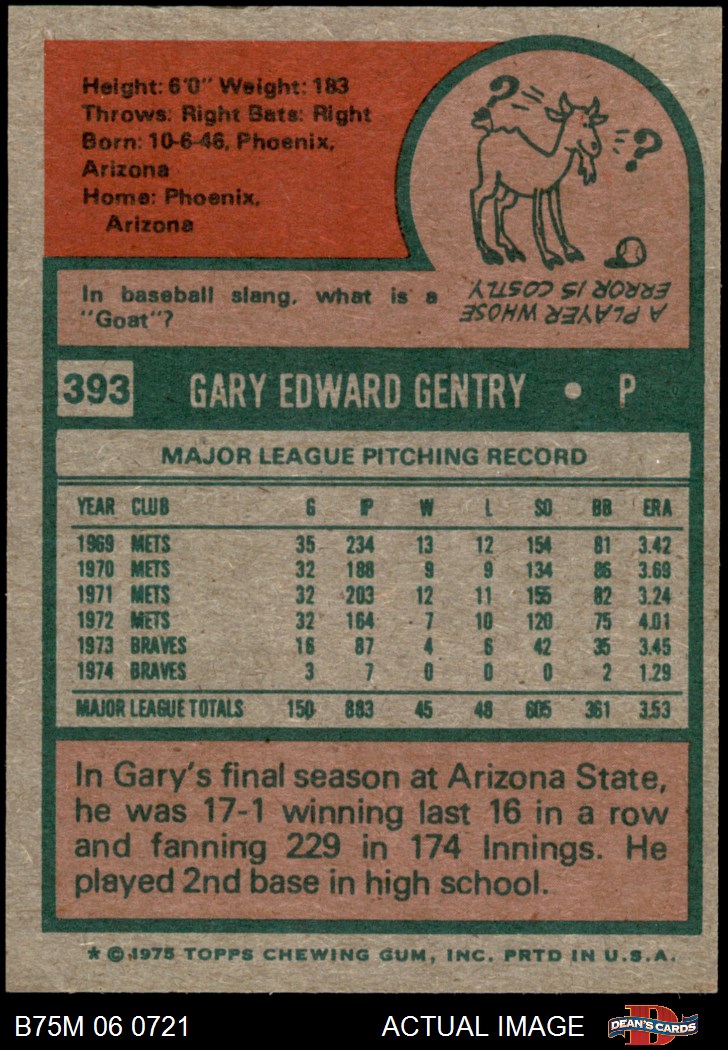 Height: 6'0" Weight: 183
Throws: Right Bats: Right
Born: 10-6-46, Phoenix,
Arizona
Home: Phoenix,
Arizona
? ?
In baseball slang, what is a
"Goat"?
A PLAYER WHOSE
ERROR IS COSTLY
393 GARY EDWARD GENTRY • P
MAJOR LEAGUE PITCHING RECORD
YEAR CLUB G IP W L SO BB ERA
1969 METS 35 234 13 12 154 81 3.42
1970 METS 32 188 9 9 134 86 3.69
1971 METS 32 203 12 11 155 82 3.24
1972 METS 32 164 7 10 120 75 4.01
1973 BRAVES 16 87 4 6 42 35 3.45
1974 BRAVES 3 7 0 0 0 2 1.29
MAJOR LEAGUE TOTALS 150 883 45 48 605 361 3.53
In Gary's final season at Arizona State,
he was 17-1 winning last 16 in a row
and fanning 229 in 174 Innings. He
played 2nd base in high school.
* © 1975 TOPPS CHEWING GUM, INC. PRTD IN U.S.A.
B75M 06 0721 ACTUAL IMAGE D DEAN'S CARDS